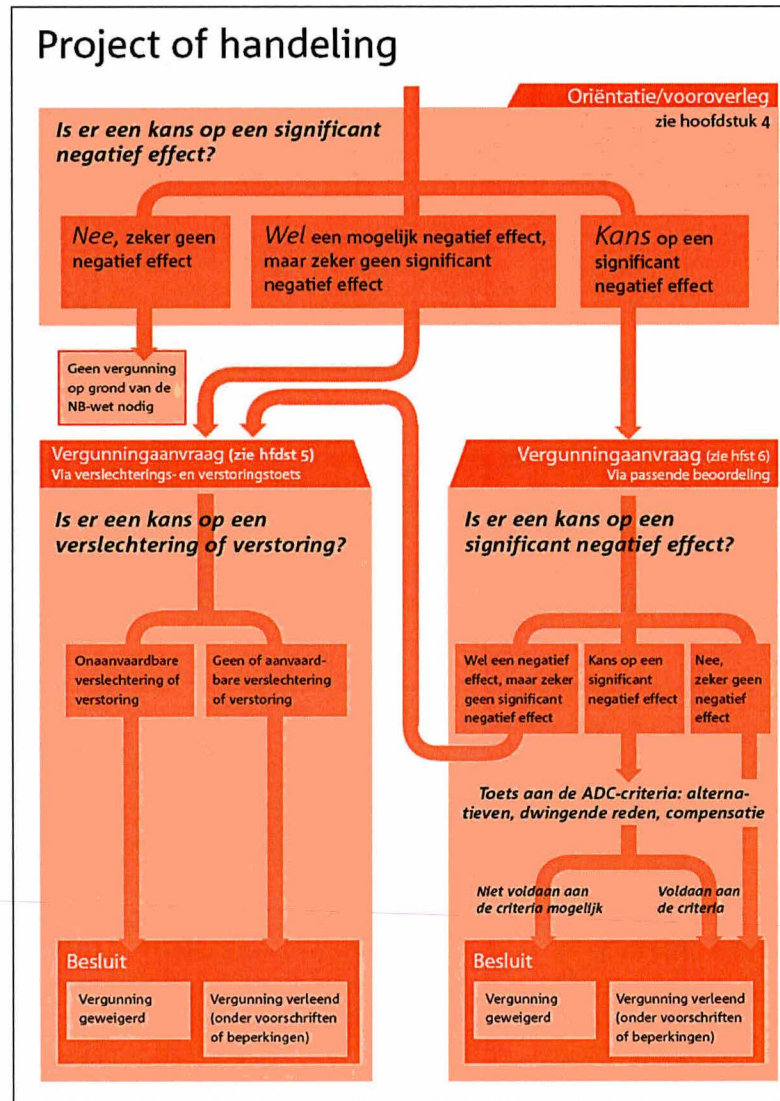 Project of handeling
Oriëntatie/vooroverleg
zie hoofdstuk 4
Is er een kans op een significant
negatief effect?
Nee, zeker geen
negatief effect
Wel een mogelijk negatief effect,
maar zeker geen significant
negatief effect
Kans op een
significant
negatief effect
Geen vergunning
op grond van de
NB-wet nodig
Vergunningaanvraag (zie hfdst 5)
Via verslechterings- en verstoringstoets
Is er een kans op een
verslechtering of verstoring?
Onaanvaardbare
verslechtering of
verstoring
Geen of aanvaard-
bare verslechtering
of verstoring
Besluit
Vergunning
geweigerd
Vergunning verleend
(onder voorschriften
of beperkingen)
Vergunningaanvraag (zie hfst 6)
Via passende beoordeling
Is er een kans op een
significant negatief effect?
Wel een negatief
effect, maar zeker
geen significant
negatief effect
Kans op een
significant
negatief effect
Nee,
zeker geen
negatief
effect
Toets aan de ADC-criteria: alterna-
tieven, dwingende reden, compensatie
Niet voldaan aan
de criteria mogelijk
Voldaan aan
de criteria
Besluit
Vergunning
geweigerd
Vergunning verleend
(onder voorschriften
of beperkingen)